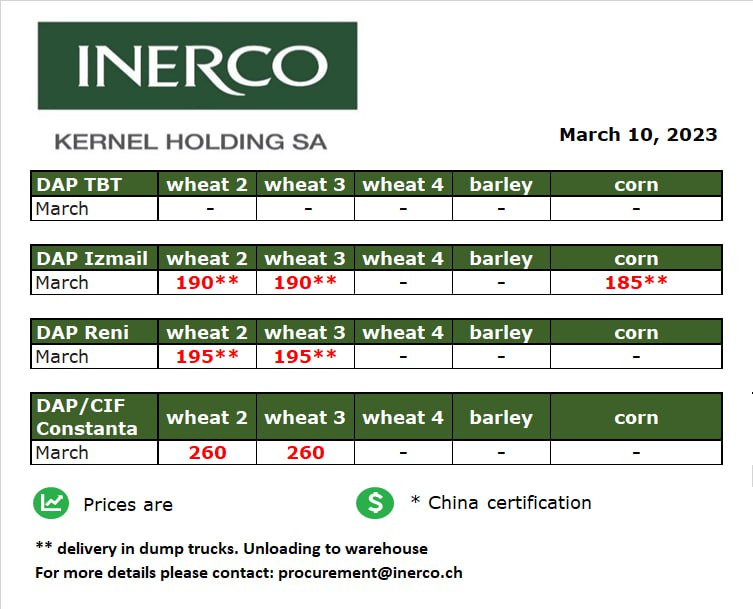 INERCO
KERNEL HOLDING SA
March 10, 2023
DAP TBT wheat 2 wheat 3 wheat 4 barley corn
March - - - - -
DAP Izmail wheat 2 wheat 3 wheat 4 barley corn
March 190** 190** - - 185**
DAP Reni wheat 2 wheat 3 wheat 4 barley corn
March 195** 195** - - -
DAP/CIF Constanta wheat 2 wheat 3 wheat 4 barley corn
March 260 260 - - -
Prices are
$ * China certification
** delivery in dump trucks. Unloading to warehouse
For more details please contact: procurement@inerco.ch